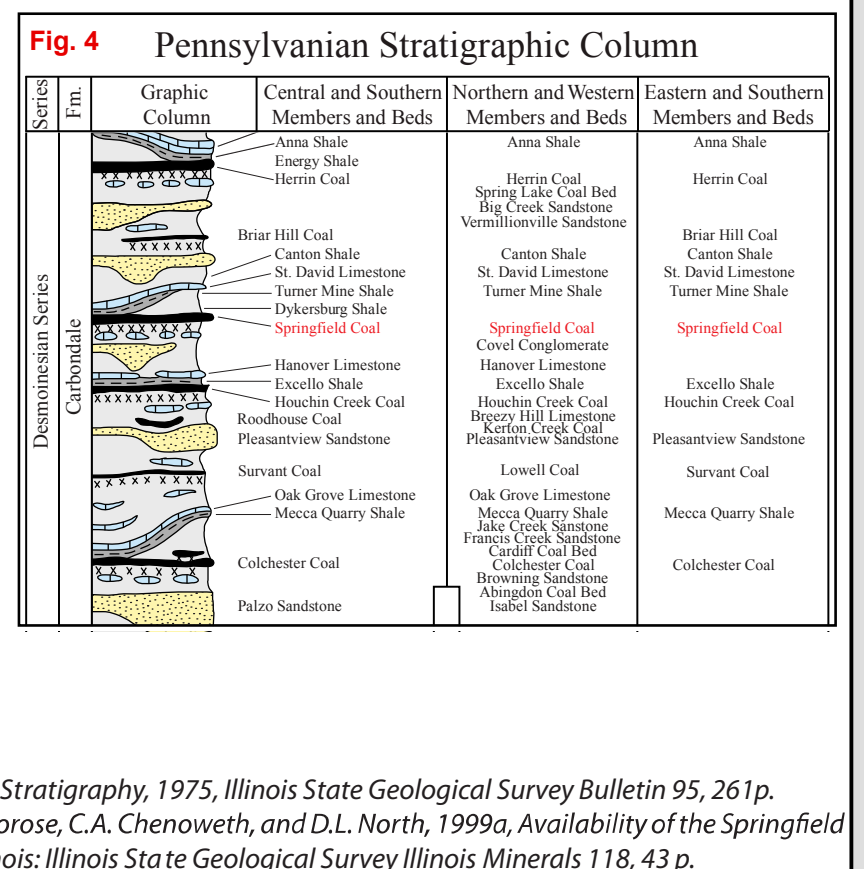 Fig. 4
Pennsylvanian Stratigraphic Column
Series
Fm.
Graphic
Column
Central and Southern
Members and Beds
Northern and Western
Members and Beds
Eastern and Southern
Members and Beds
Desmoinesian Series
Carbondale
Anna Shale
Energy Shale
Herrin Coal
Briar Hill Coal
Canton Shale
St. David Limestone
Turner Mine Shale
Dykersburg Shale
Springfield Coal
Hanover Limestone
Excello Shale
Houchin Creek Coal
Roodhouse Coal
Pleasantview Sandstone
Survant Coal
Oak Grove Limestone
Mecca Quarry Shale
Colchester Coal
Palzo Sandstone
Anna Shale
Herrin Coal
Spring Lake Coal Bed
Big Creek Sandstone
Vermillionville Sandstone
Canton Shale
St. David Limestone
Turner Mine Shale
Springfield Coal
Covel Conglomerate
Hanover Limestone
Excello Shale
Houchin Creek Coal
Breezy Hill Limestone
Kerton Creek Coal
Pleasantview Sandstone
Lowell Coal
Oak Grove Limestone
Mecca Quarry Shale
Jake Creek Sanstone
Francis Creek Sandstone
Cardiff Coal Bed
Colchester Coal
Browning Sandstone
Abingdon Coal Bed
Isabel Sandstone
Anna Shale
Herrin Coal
Briar Hill Coal
Canton Shale
St. David Limestone
Turner Mine Shale
Springfield Coal
Excello Shale
Houchin Creek Coal
Pleasantview Sandstone
Survant Coal
Mecca Quarry Shale
Colchester Coal
Stratigraphy, 1975, Illinois State Geological Survey Bulletin 95, 261p.
orose, C.A. Chenoweth, and D.L. North, 1999a, Availability of the Springfield
nois: Illinois State Geological Survey Illinois Minerals 118, 43 p.